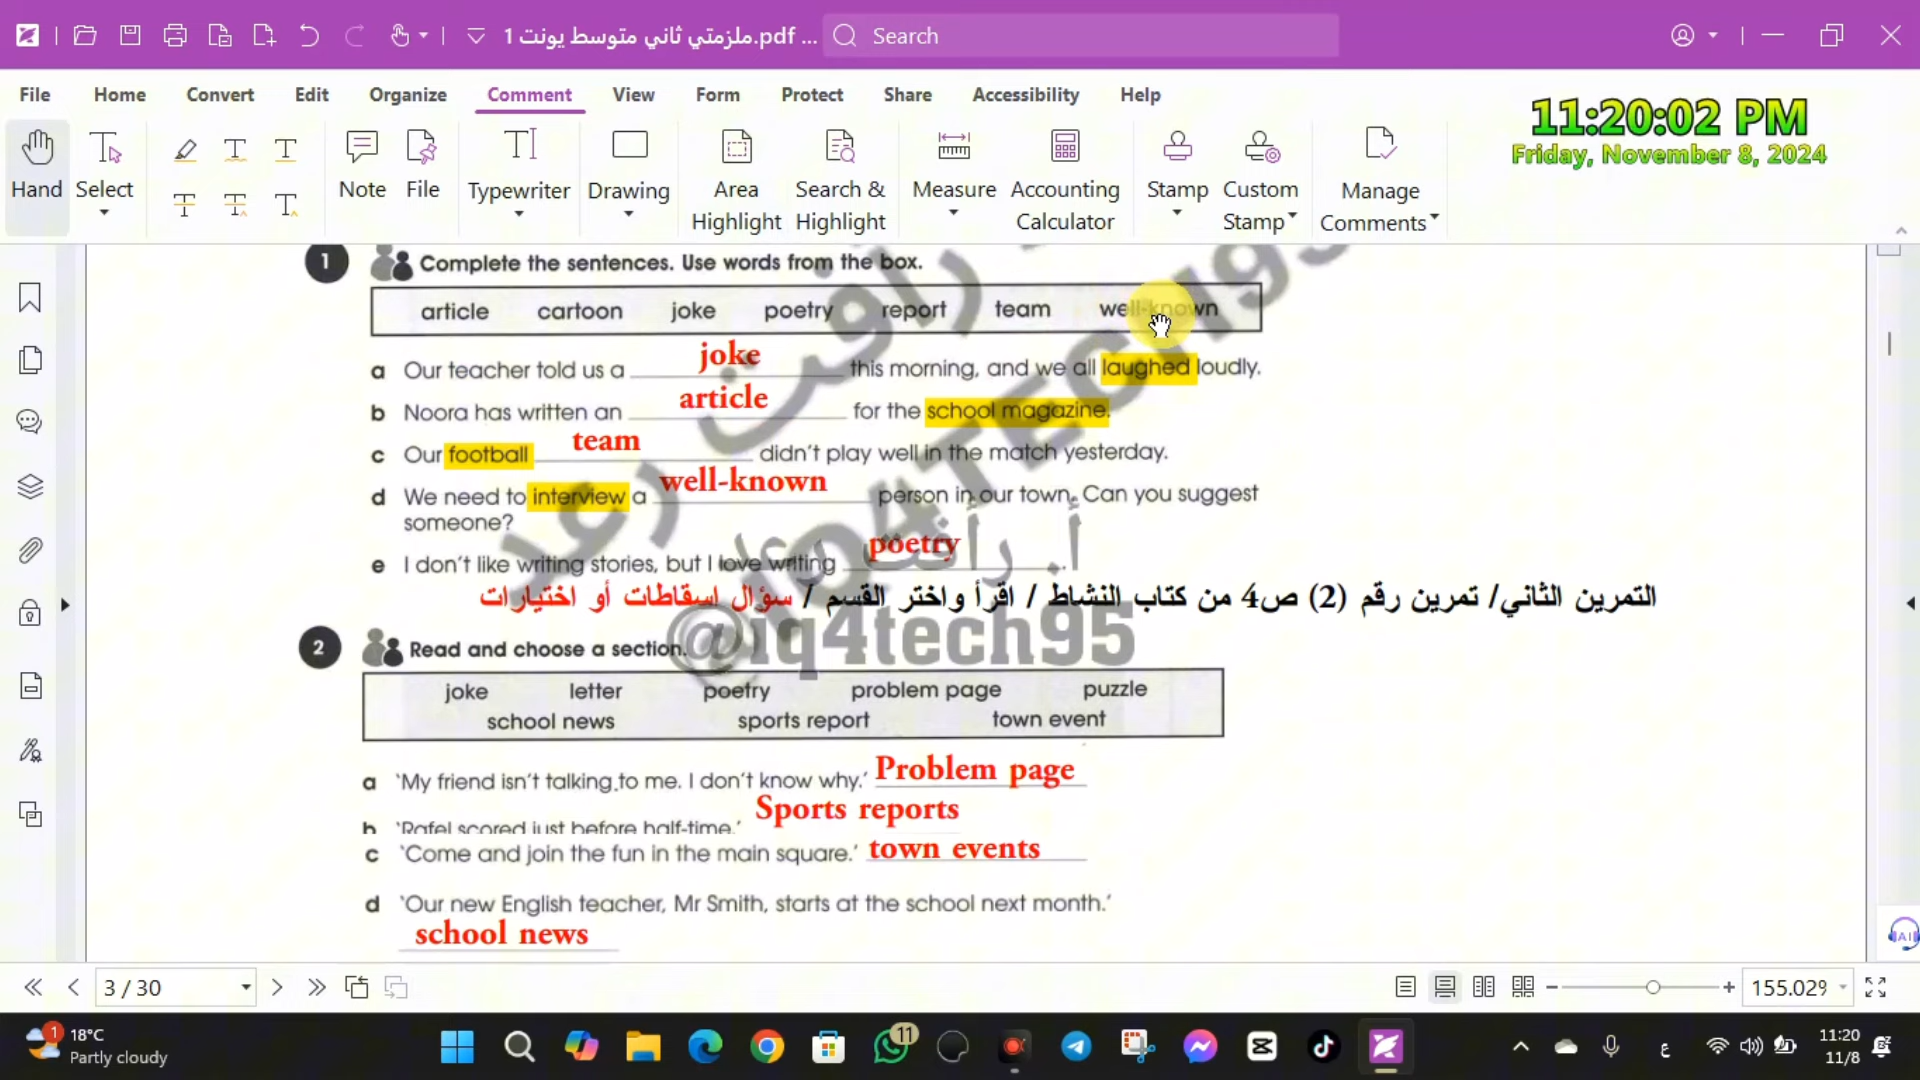 ملزمتي ثاني متوسط يونت 1.pdf ...
Search
File Home Convert Edit Organize Comment View Form Protect Share Accessibility Help
11:20:02 PM
Friday, November 8, 2024
Hand Select Note File Typewriter Drawing Area Highlight Search & Highlight Measure Accounting Calculator Stamp Custom Stamp Manage Comments
1 Complete the sentences. Use words from the box.
article cartoon joke poetry report team well-known
a Our teacher told us a joke this morning, and we all laughed loudly.
b Noora has written an article for the school magazine.
c Our football team didn't play well in the match yesterday.
d We need to interview a well-known person in our town. Can you suggest
someone?
e I don't like writing stories, but I love writing poetry.
أ. رأفت رعد
التمرين الثاني/ تمرين رقم (2) ص4 من كتاب النشاط / اقرأ واختر القسم / سؤال اسقاطات أو اختيارات
@iq4tech95
2 Read and choose a section.
joke letter poetry problem page puzzle
school news sports report town event
a 'My friend isn't talking to me. I don't know why.' Problem page
b 'Rafel scored just before half-time.' Sports reports
c 'Come and join the fun in the main square.' town events
d 'Our new English teacher, Mr Smith, starts at the school next month.'
school news
3 / 30
155.029
18°C
Partly cloudy
11
ع
11:20
11/8